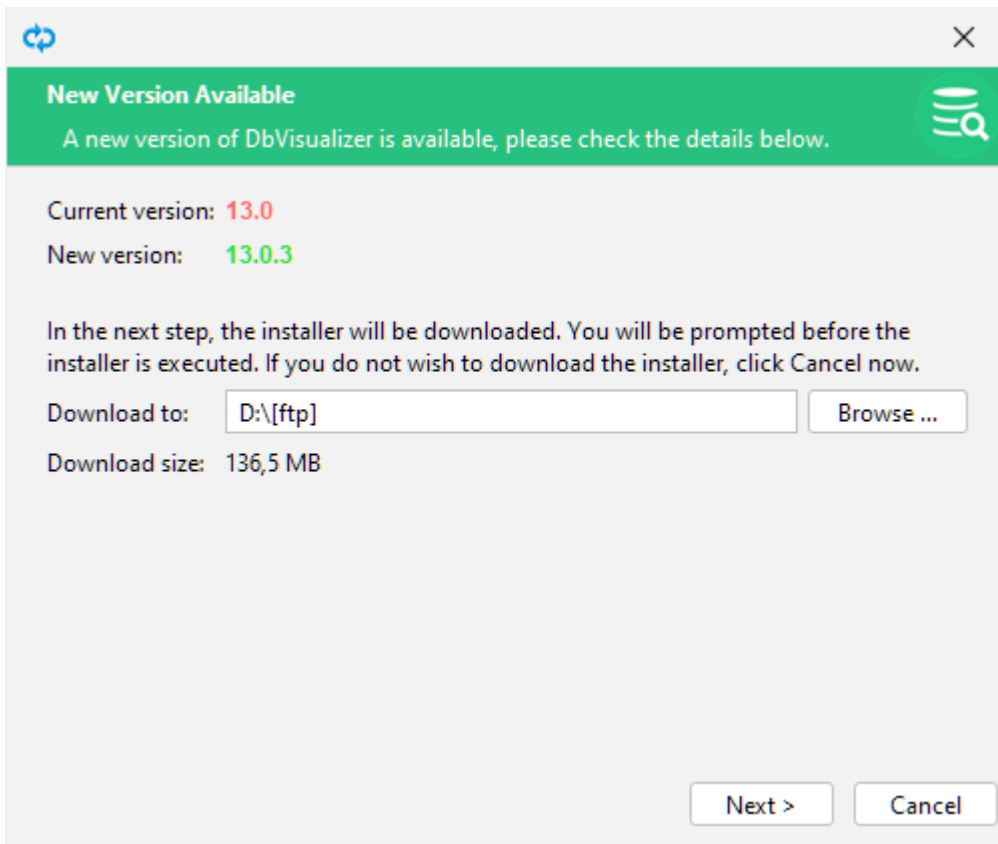 New Version Available
A new version of DbVisualizer is available, please check the details below.
Current version: 13.0
New version: 13.0.3
In the next step, the installer will be downloaded. You will be prompted before the
installer is executed. If you do not wish to download the installer, click Cancel now.
Download to: D:\[ftp] Browse ...
Download size: 136,5 MB
Next > Cancel